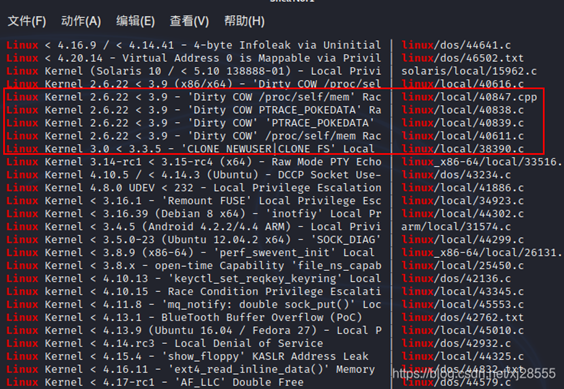 文件(F) 动作(A) 编辑(E) 查看(V) 帮助(H)
Linux < 4.16.9 / < 4.14.41 - 4-byte Infoleak via Uninitial | linux/dos/44641.c
Linux < 4.20.14 - Virtual Address 0 is Mappable via Privil | linux/dos/46502.txt
Linux Kernel (Solaris 10 / < 5.10 138888-01) - Local Privi | solaris/local/15962.c
Linux Kernel 2.6.22 < 3.9 (x86/x64) - 'Dirty COW /proc/sel | linux/local/40616.c
Linux Kernel 2.6.22 < 3.9 - 'Dirty COW /proc/self/mem' Rac | linux/local/40847.cpp
Linux Kernel 2.6.22 < 3.9 - 'Dirty COW PTRACE_POKEDATA' Ra | linux/local/40838.c
Linux Kernel 2.6.22 < 3.9 - 'Dirty COW' 'PTRACE_POKEDATA' | linux/local/40839.c
Linux Kernel 2.6.22 < 3.9 - 'Dirty COW' /proc/self/mem Rac | linux/local/40611.c
Linux Kernel 3.0 < 3.3.5 - 'CLONE_NEWUSER|CLONE_FS' Local | linux/local/38390.c
Linux Kernel 3.14-rc1 < 3.15-rc4 (x64) - Raw Mode PTY Echo | linux_x86-64/local/33516.
Linux Kernel 4.10.5 / < 4.14.3 (Ubuntu) - DCCP Socket Use- | linux/dos/43234.c
Linux Kernel 4.8.0 UDEV < 232 - Local Privilege Escalation | linux/local/41886.c
Linux Kernel < 3.16.1 - 'Remount FUSE' Local Privilege Esc | linux/local/34923.c
Linux Kernel < 3.16.39 (Debian 8 x64) - 'inotfiy' Local Pr | linux/local/44302.c
Linux Kernel < 3.4.5 (Android 4.2.2/4.4 ARM) - Local Privi | arm/local/31574.c
Linux Kernel < 3.5.0-23 (Ubuntu 12.04.2 x64) - 'SOCK_DIAG' | linux/local/44299.c
Linux Kernel < 3.8.9 (x86-64) - 'perf_swevent_init' Local | linux_x86-64/local/26131.
Linux Kernel < 3.8.x - open-time Capability 'file_ns_capab | linux/local/25450.c
Linux Kernel < 4.10.13 - 'keyctl_set_reqkey_keyring' Local | linux/dos/42136.c
Linux Kernel < 4.10.15 - Race Condition Privilege Escalati | linux/local/43345.c
Linux Kernel < 4.11.8 - 'mq_notify: double sock_put()' Loc | linux/local/45553.c
Linux Kernel < 4.13.1 - BlueTooth Buffer Overflow (PoC) | linux/dos/42762.txt
Linux Kernel < 4.13.9 (Ubuntu 16.04 / Fedora 27) - Local P | linux/local/45010.c
Linux Kernel < 4.14.rc3 - Local Denial of Service | linux/dos/42932.c
Linux Kernel < 4.15.4 - 'show_floppy' KASLR Address Leak | linux/local/44325.c
Linux Kernel < 4.16.11 - 'ext4_read_inline_data()' Memory | linux/dos/44832.txt
Linux Kernel < 4.17-rc1 - 'AF_LLC' Double Free | linux/dos/44579.c